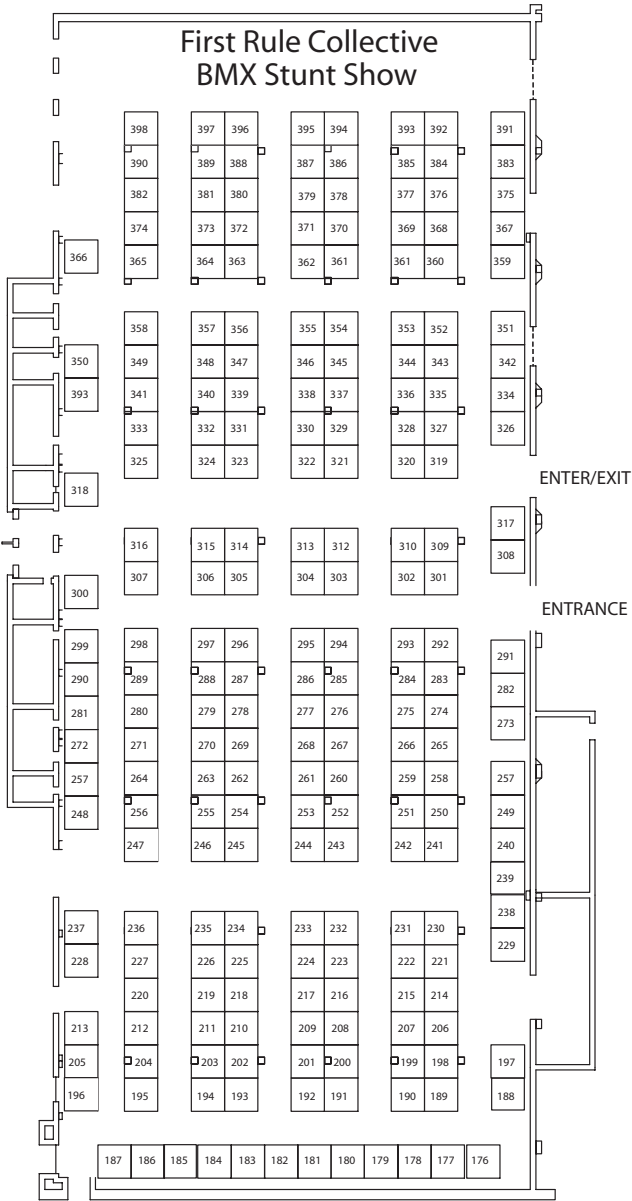 First Rule Collective
BMX Stunt Show
398 397 396 395 394 393 392 391
390 389 388 387 386 385 384 383
382 381 380 379 378 377 376 375
374 373 372 371 370 369 368 367
366 365 364 363 362 361 361 360 359
358 357 356 355 354 353 352 351
350 349 348 347 346 345 344 343 342
393 341 340 339 338 337 336 335 334
333 332 331 330 329 328 327 326
325 324 323 322 321 320 319
ENTER/EXIT
318
317
316 315 314 313 312 310 309 308
307 306 305 304 303 302 301
300
ENTRANCE
299 298 297 296 295 294 293 292 291
290 289 288 287 286 285 284 283 282
281 280 279 278 277 276 275 274 273
272 271 270 269 268 267 266 265
257 264 263 262 261 260 259 258 257
248 256 255 254 253 252 251 250 249
247 246 245 244 243 242 241 240
239
238
237 236 235 234 233 232 231 230 229
228 227 226 225 224 223 222 221
220 219 218 217 216 215 214
213 212 211 210 209 208 207 206
205 204 203 202 201 200 199 198 197
196 195 194 193 192 191 190 189 188
187 186 185 184 183 182 181 180 179 178 177 176